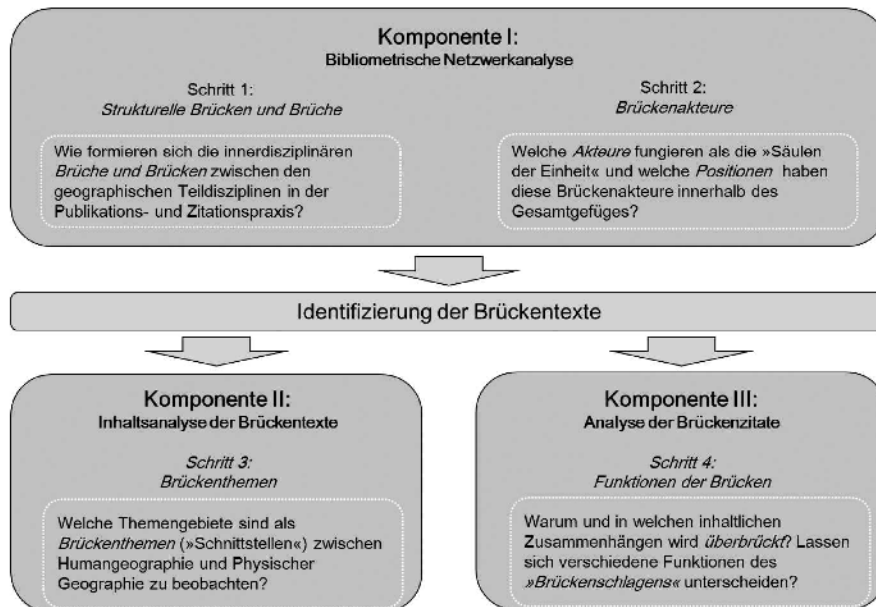 Komponente I:
Bibliometrische Netzwerkanalyse
Schritt 1:
Strukturelle Brücken und Brüche
Wie formieren sich die innerdisziplinären
Brüche und Brücken zwischen den
geographischen Teildisziplinen in der
Publikations- und Zitationspraxis?
Schritt 2:
Brückenakteure
Welche Akteure fungieren als die »Säulen
der Einheit« und welche Positionen haben
diese Brückenakteure innerhalb des
Gesamtgefüges?
Identifizierung der Brückentexte
Komponente II:
Inhaltsanalyse der Brückentexte
Schritt 3:
Brückenthemen
Welche Themengebiete sind als
Brückenthemen (»Schnittstellen«) zwischen
Humangeographie und Physischer
Geographie zu beobachten?
Komponente III:
Analyse der Brückenzitate
Schritt 4:
Funktionen der Brücken
Warum und in welchen inhaltlichen
Zusammenhängen wird überbrückt? Lassen
sich verschiedene Funktionen des
»Brückenschlagens« unterscheiden?